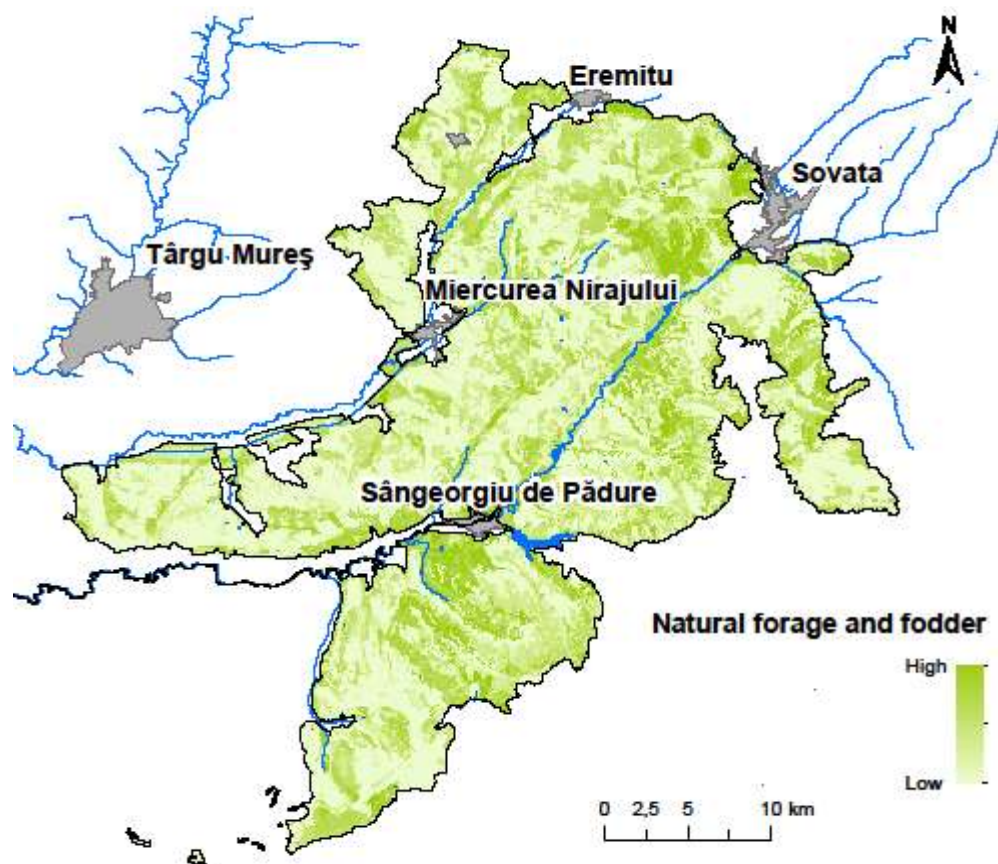 N
Eremitu
Sovata
Târgu Mureş
Miercurea Nirajului
Sângeorgiu de Pădure
Natural forage and fodder
High
Low
0 2,5 5 10 km